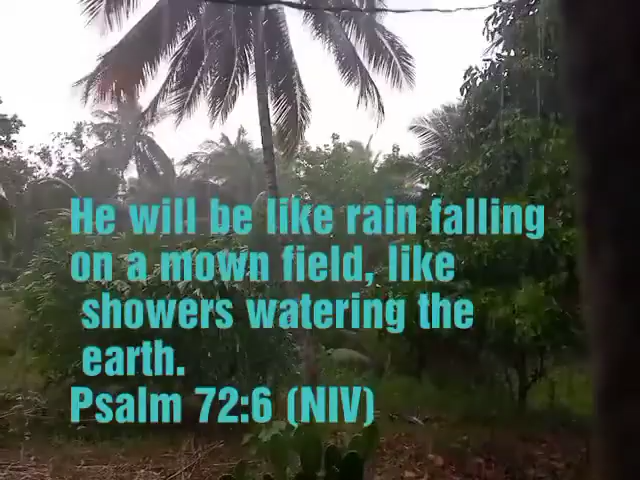 He will be like rain falling
on a mown field, like
showers watering the
earth.
Psalm 72:6 (NIV)